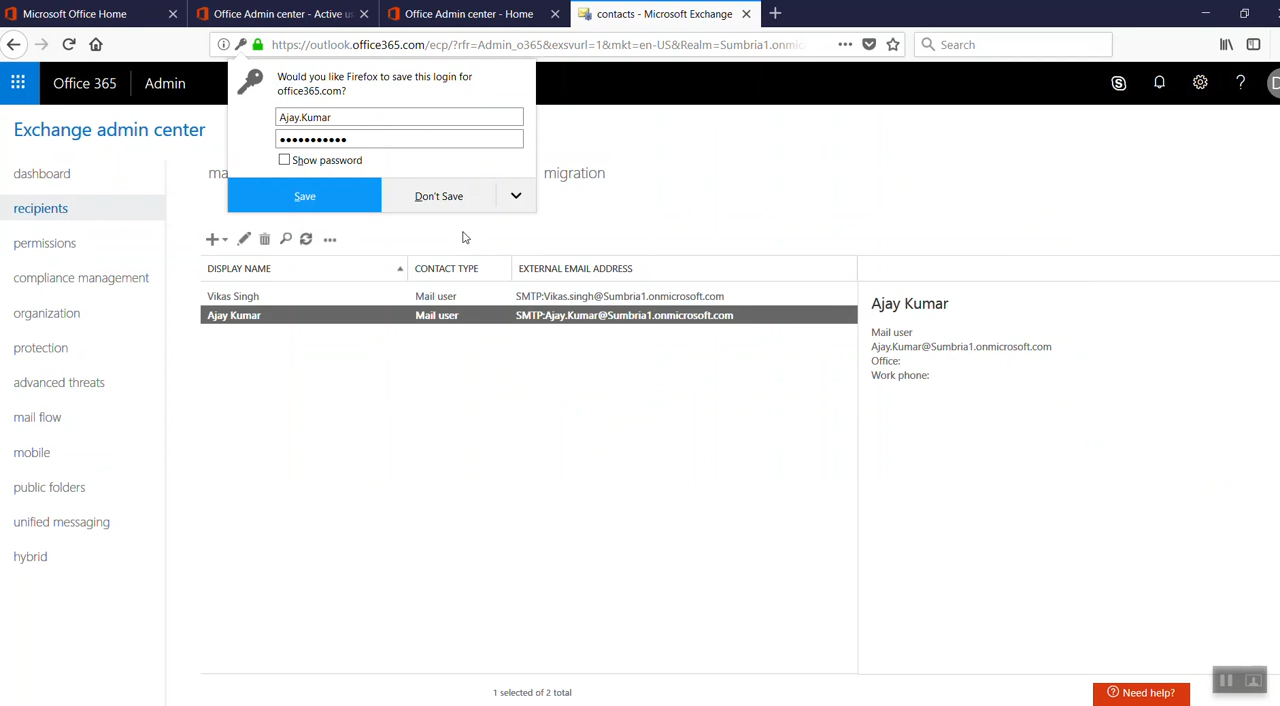 Microsoft Office Home
Office Admin center - Active us
Office Admin center - Home
contacts - Microsoft Exchange
https://outlook.office365.com/ecp/?rfr=Admin_o365&exsvurl=1&mkt=en-US&Realm=Sumbria1.onmic
Search
Office 365
Admin
Would you like Firefox to save this login for
office365.com?
Ajay.Kumar
•••••••••••
Show password
Save
Don't Save
Exchange admin center
dashboard
recipients
permissions
compliance management
organization
protection
advanced threats
mail flow
mobile
public folders
unified messaging
hybrid
ma
migration
DISPLAY NAME CONTACT TYPE EXTERNAL EMAIL ADDRESS
Vikas Singh Mail user SMTP:Vikas.singh@Sumbria1.onmicrosoft.com
Ajay Kumar Mail user SMTP:Ajay.Kumar@Sumbria1.onmicrosoft.com
Ajay Kumar
Mail user
Ajay.Kumar@Sumbria1.onmicrosoft.com
Office:
Work phone:
1 selected of 2 total
Need help?